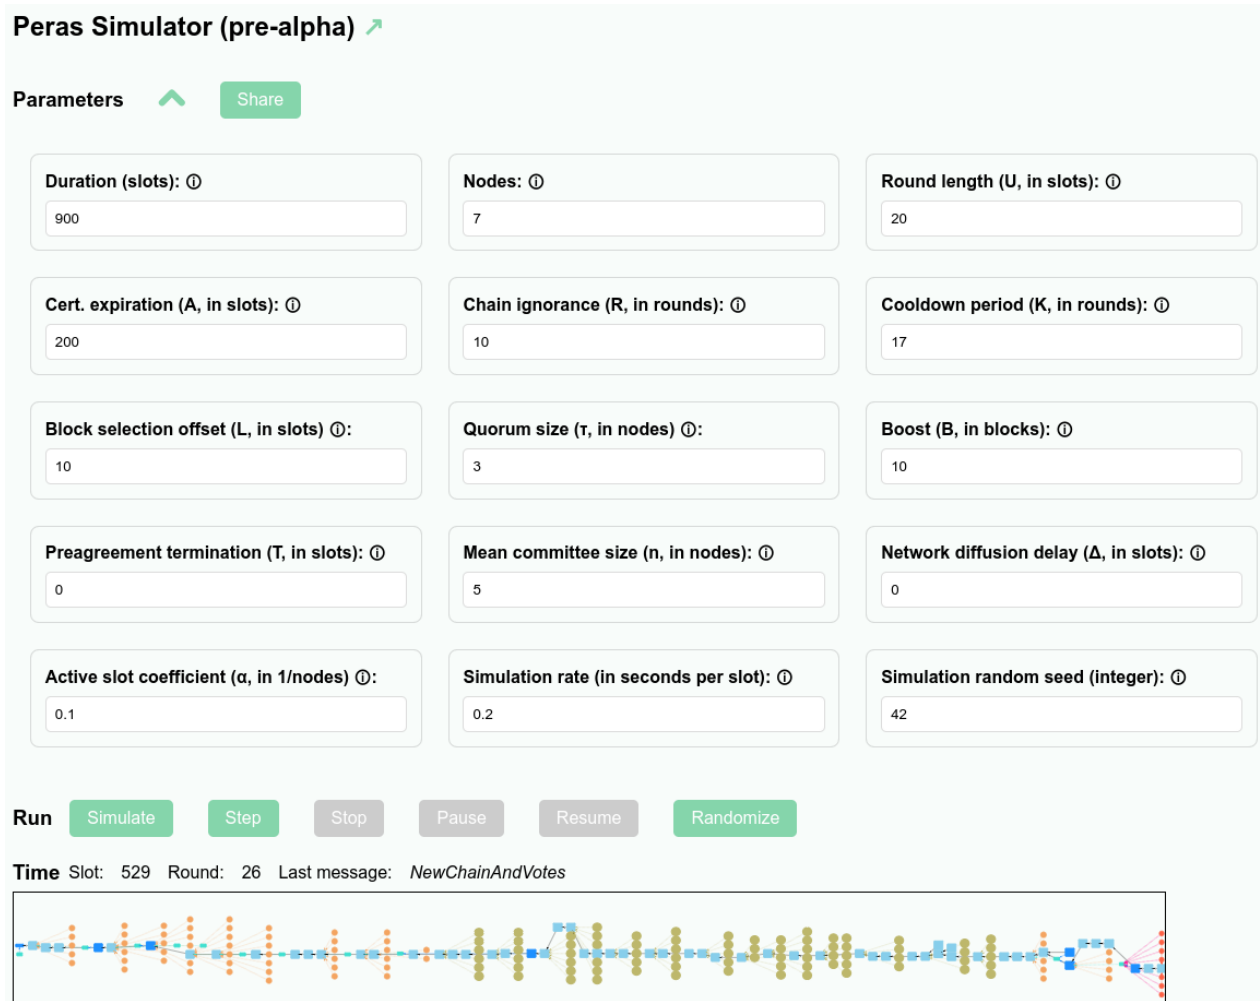 Peras Simulator (pre-alpha)
Parameters Share
Duration (slots): Nodes: Round length (U, in slots):
900 7 20
Cert. expiration (A, in slots): Chain ignorance (R, in rounds): Cooldown period (K, in rounds):
200 10 17
Block selection offset (L, in slots) : Quorum size (τ, in nodes) : Boost (B, in blocks):
10 3 10
Preagreement termination (T, in slots): Mean committee size (n, in nodes): Network diffusion delay (Δ, in slots):
0 5 0
Active slot coefficient (α, in 1/nodes) : Simulation rate (in seconds per slot): Simulation random seed (integer):
0.1 0.2 42
Run Simulate Step Stop Pause Resume Randomize
Time Slot: 529 Round: 26 Last message: NewChainAndVotes